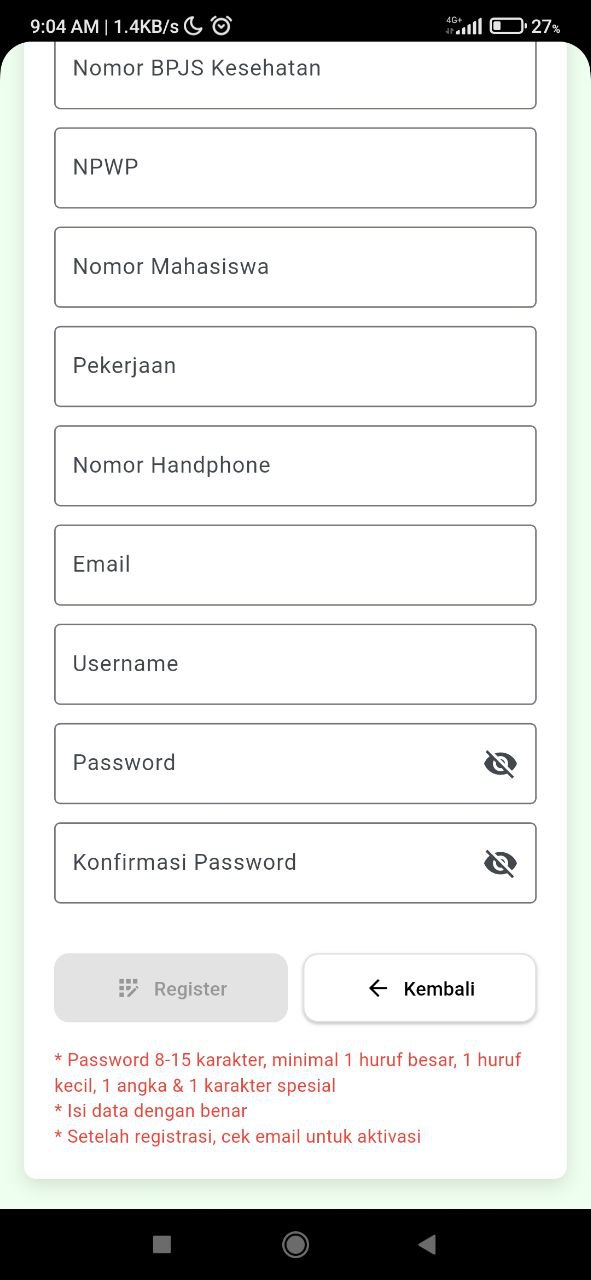 9:04 AM | 1.4KB/s
4G+
27%
Nomor BPJS Kesehatan
NPWP
Nomor Mahasiswa
Pekerjaan
Nomor Handphone
Email
Username
Password
Konfirmasi Password
Register
Kembali
* Password 8-15 karakter, minimal 1 huruf besar, 1 huruf
kecil, 1 angka & 1 karakter spesial
* Isi data dengan benar
* Setelah registrasi, cek email untuk aktivasi